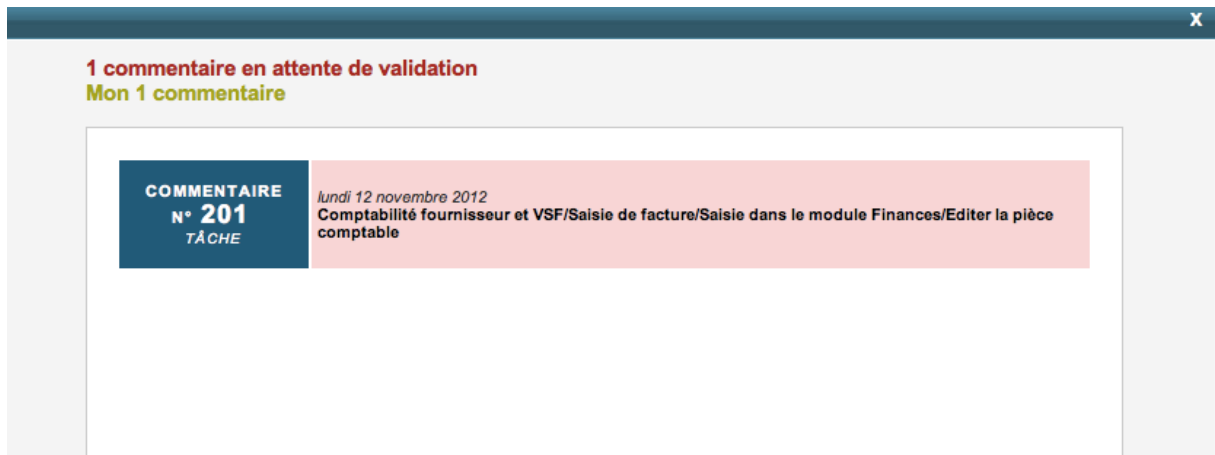 X
1 commentaire en attente de validation
Mon 1 commentaire
COMMENTAIRE
N° 201
TÂCHE
lundi 12 novembre 2012
Comptabilité fournisseur et VSF/Saisie de facture/Saisie dans le module Finances/Editer la pièce
comptable